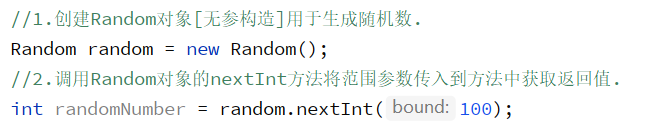 //1.创建Random对象[无参构造]用于生成随机数.
Random random = new Random();
//2.调用Random对象的nextInt方法将范围参数传入到方法中获取返回值.
int randomNumber = random.nextInt( bound: 100);